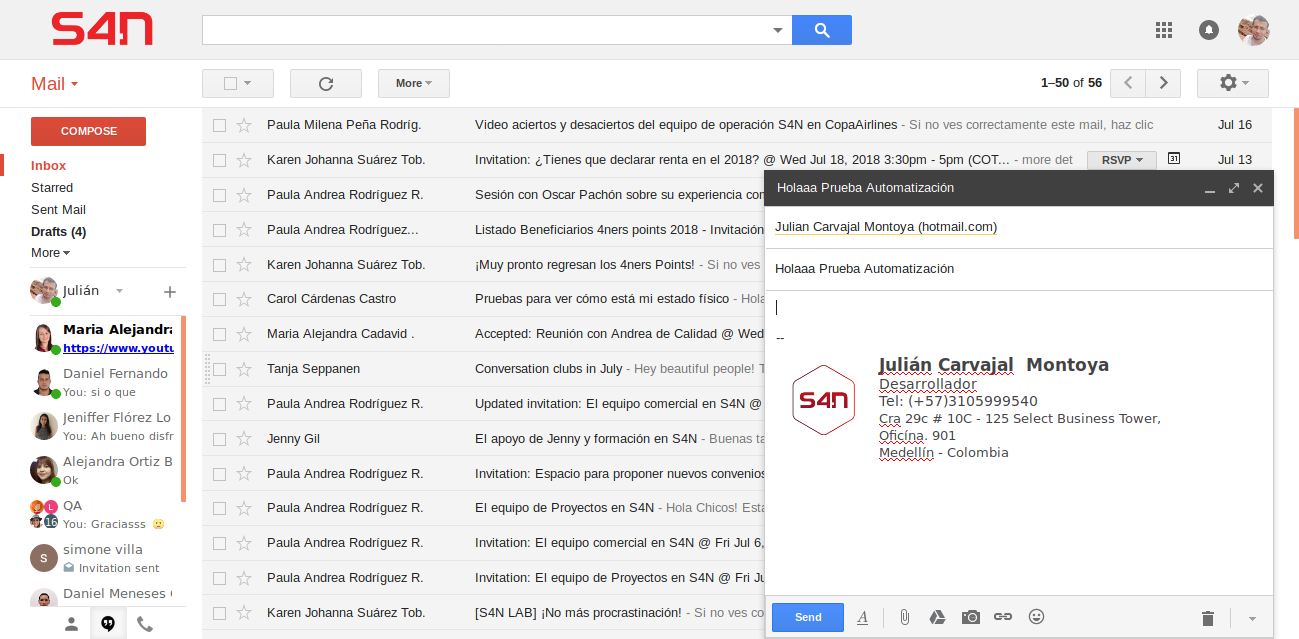 S4N
Mail
More
1–50 of 56
COMPOSE
Inbox
Starred
Sent Mail
Drafts (4)
More
Julián
Maria Alejandra
https://www.youtu
Daniel Fernando
You: si o que
Jeniffer Flórez Lo
You: Ah bueno disfr
Alejandra Ortiz B
Ok
QA
L
16
You: Graciasss
S
simone villa
Invitation sent
Daniel Meneses
Paula Milena Peña Rodríg. Video aciertos y desaciertos del equipo de operación S4N en CopaAirlines - Si no ves correctamente este mail, haz clic Jul 16
Karen Johanna Suárez Tob. Invitation: ¿Tienes que declarar renta en el 2018? @ Wed Jul 18, 2018 3:30pm - 5pm (COT... - more det RSVP 31 Jul 13
Paula Andrea Rodríguez R. Sesión con Oscar Pachón sobre su experiencia con
Paula Andrea Rodríguez... Listado Beneficiarios 4ners points 2018 - Invitación
Karen Johanna Suárez Tob. ¡Muy pronto regresan los 4ners Points! - Si no ves
Carol Cárdenas Castro Pruebas para ver cómo está mi estado físico - Hola
Maria Alejandra Cadavid . Accepted: Reunión con Andrea de Calidad @ Wed
Tanja Seppanen Conversation clubs in July - Hey beautiful people! T
Paula Andrea Rodríguez R. Updated invitation: El equipo comercial en S4N @
Jenny Gil El apoyo de Jenny y formación en S4N - Buenas ta
Paula Andrea Rodríguez R. Invitation: Espacio para proponer nuevos convenios
Paula Andrea Rodríguez R. El equipo de Proyectos en S4N - Hola Chicos! Esta
Paula Andrea Rodríguez R. Invitation: El equipo comercial en S4N @ Fri Jul 6,
Paula Andrea Rodríguez R. Invitation: El equipo de Proyectos en S4N @ Fri Ju
Karen Johanna Suárez Tob. [S4N LAB] ¡No más procrastinación! - Si no ves co
Holaaa Prueba Automatización
Julian Carvajal Montoya (hotmail.com)
Holaaa Prueba Automatización
--
S4N
Julián Carvajal Montoya
Desarrollador
Tel: (+57)3105999540
Cra 29c # 10C - 125 Select Business Tower,
Oficína. 901
Medellín - Colombia
Send A